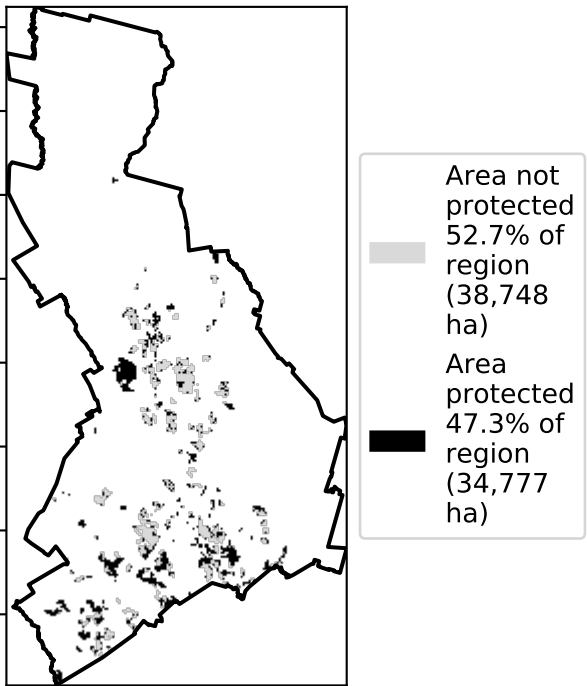 Area not
protected
52.7% of
region
(38,748
ha)
Area
protected
47.3% of
region
(34,777
ha)